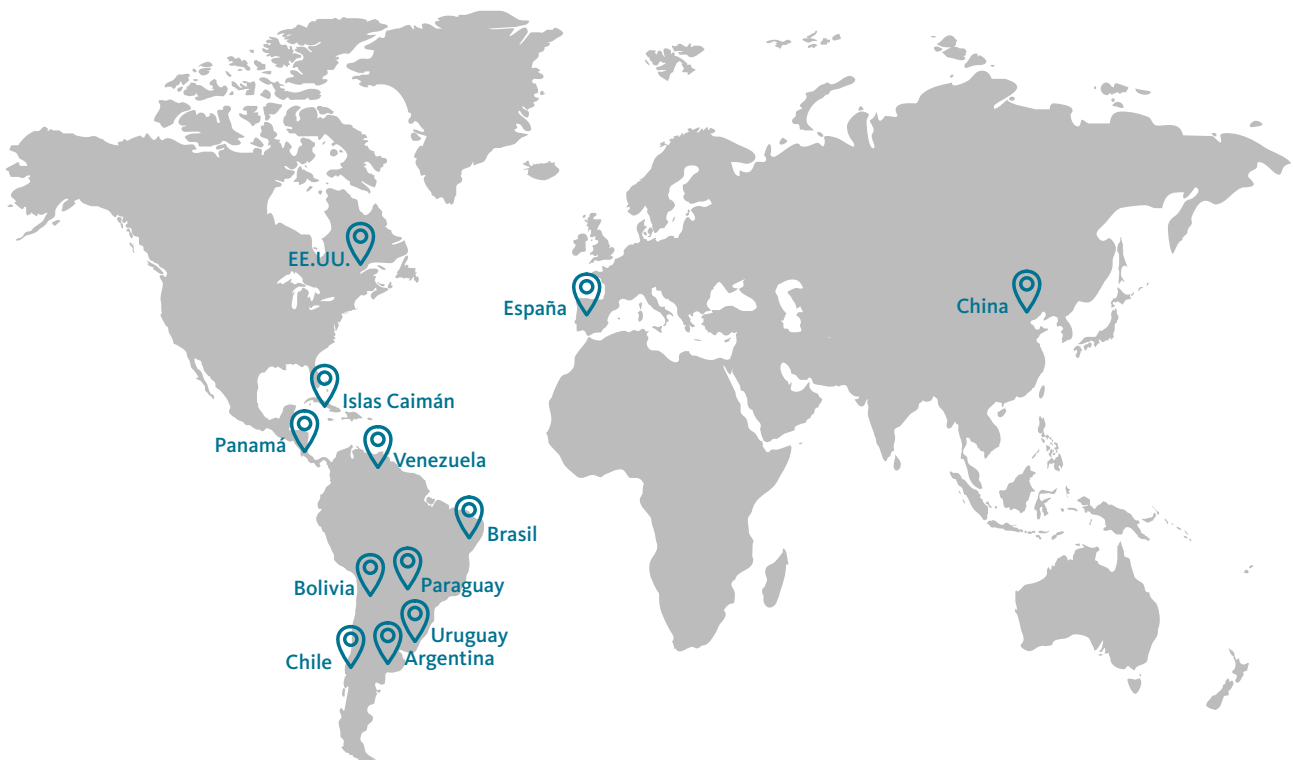 EE.UU.
España
China
Islas Caimán
Panamá
Venezuela
Brasil
Bolivia
Paraguay
Uruguay
Argentina
Chile